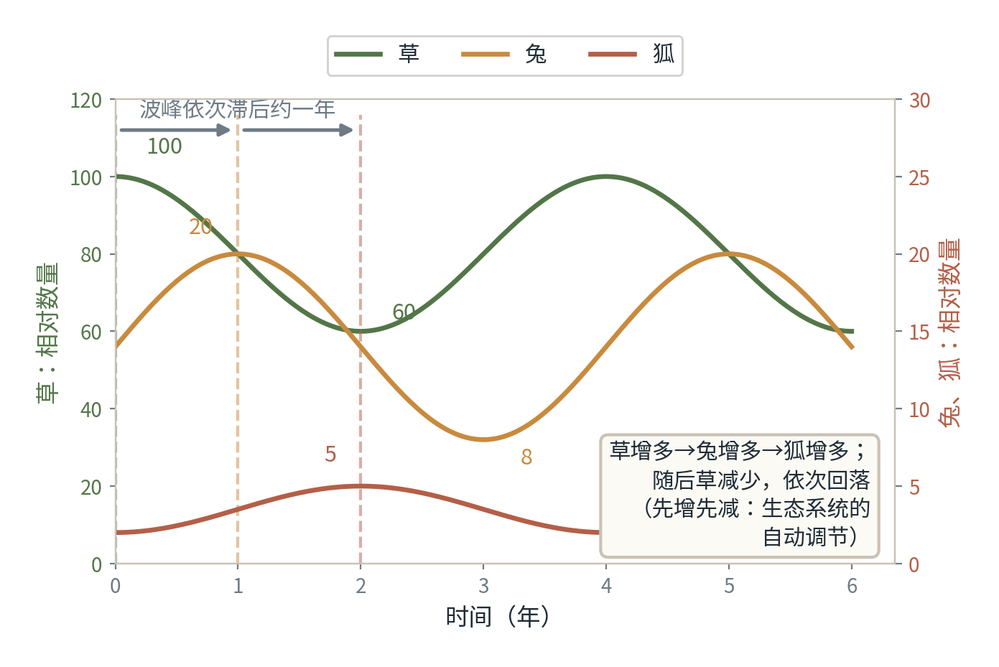 草 兔 狐
波峰依次滞后约一年
120
100
80
60
40
20
0
30
25
20
15
10
5
0
100
20
60
5
8
草：相对数量
兔、狐：相对数量
草增多→兔增多→狐增多；
随后草减少，依次回落
（先增先减：生态系统的
自动调节）
0 1 2 3 4 5 6
时间（年）